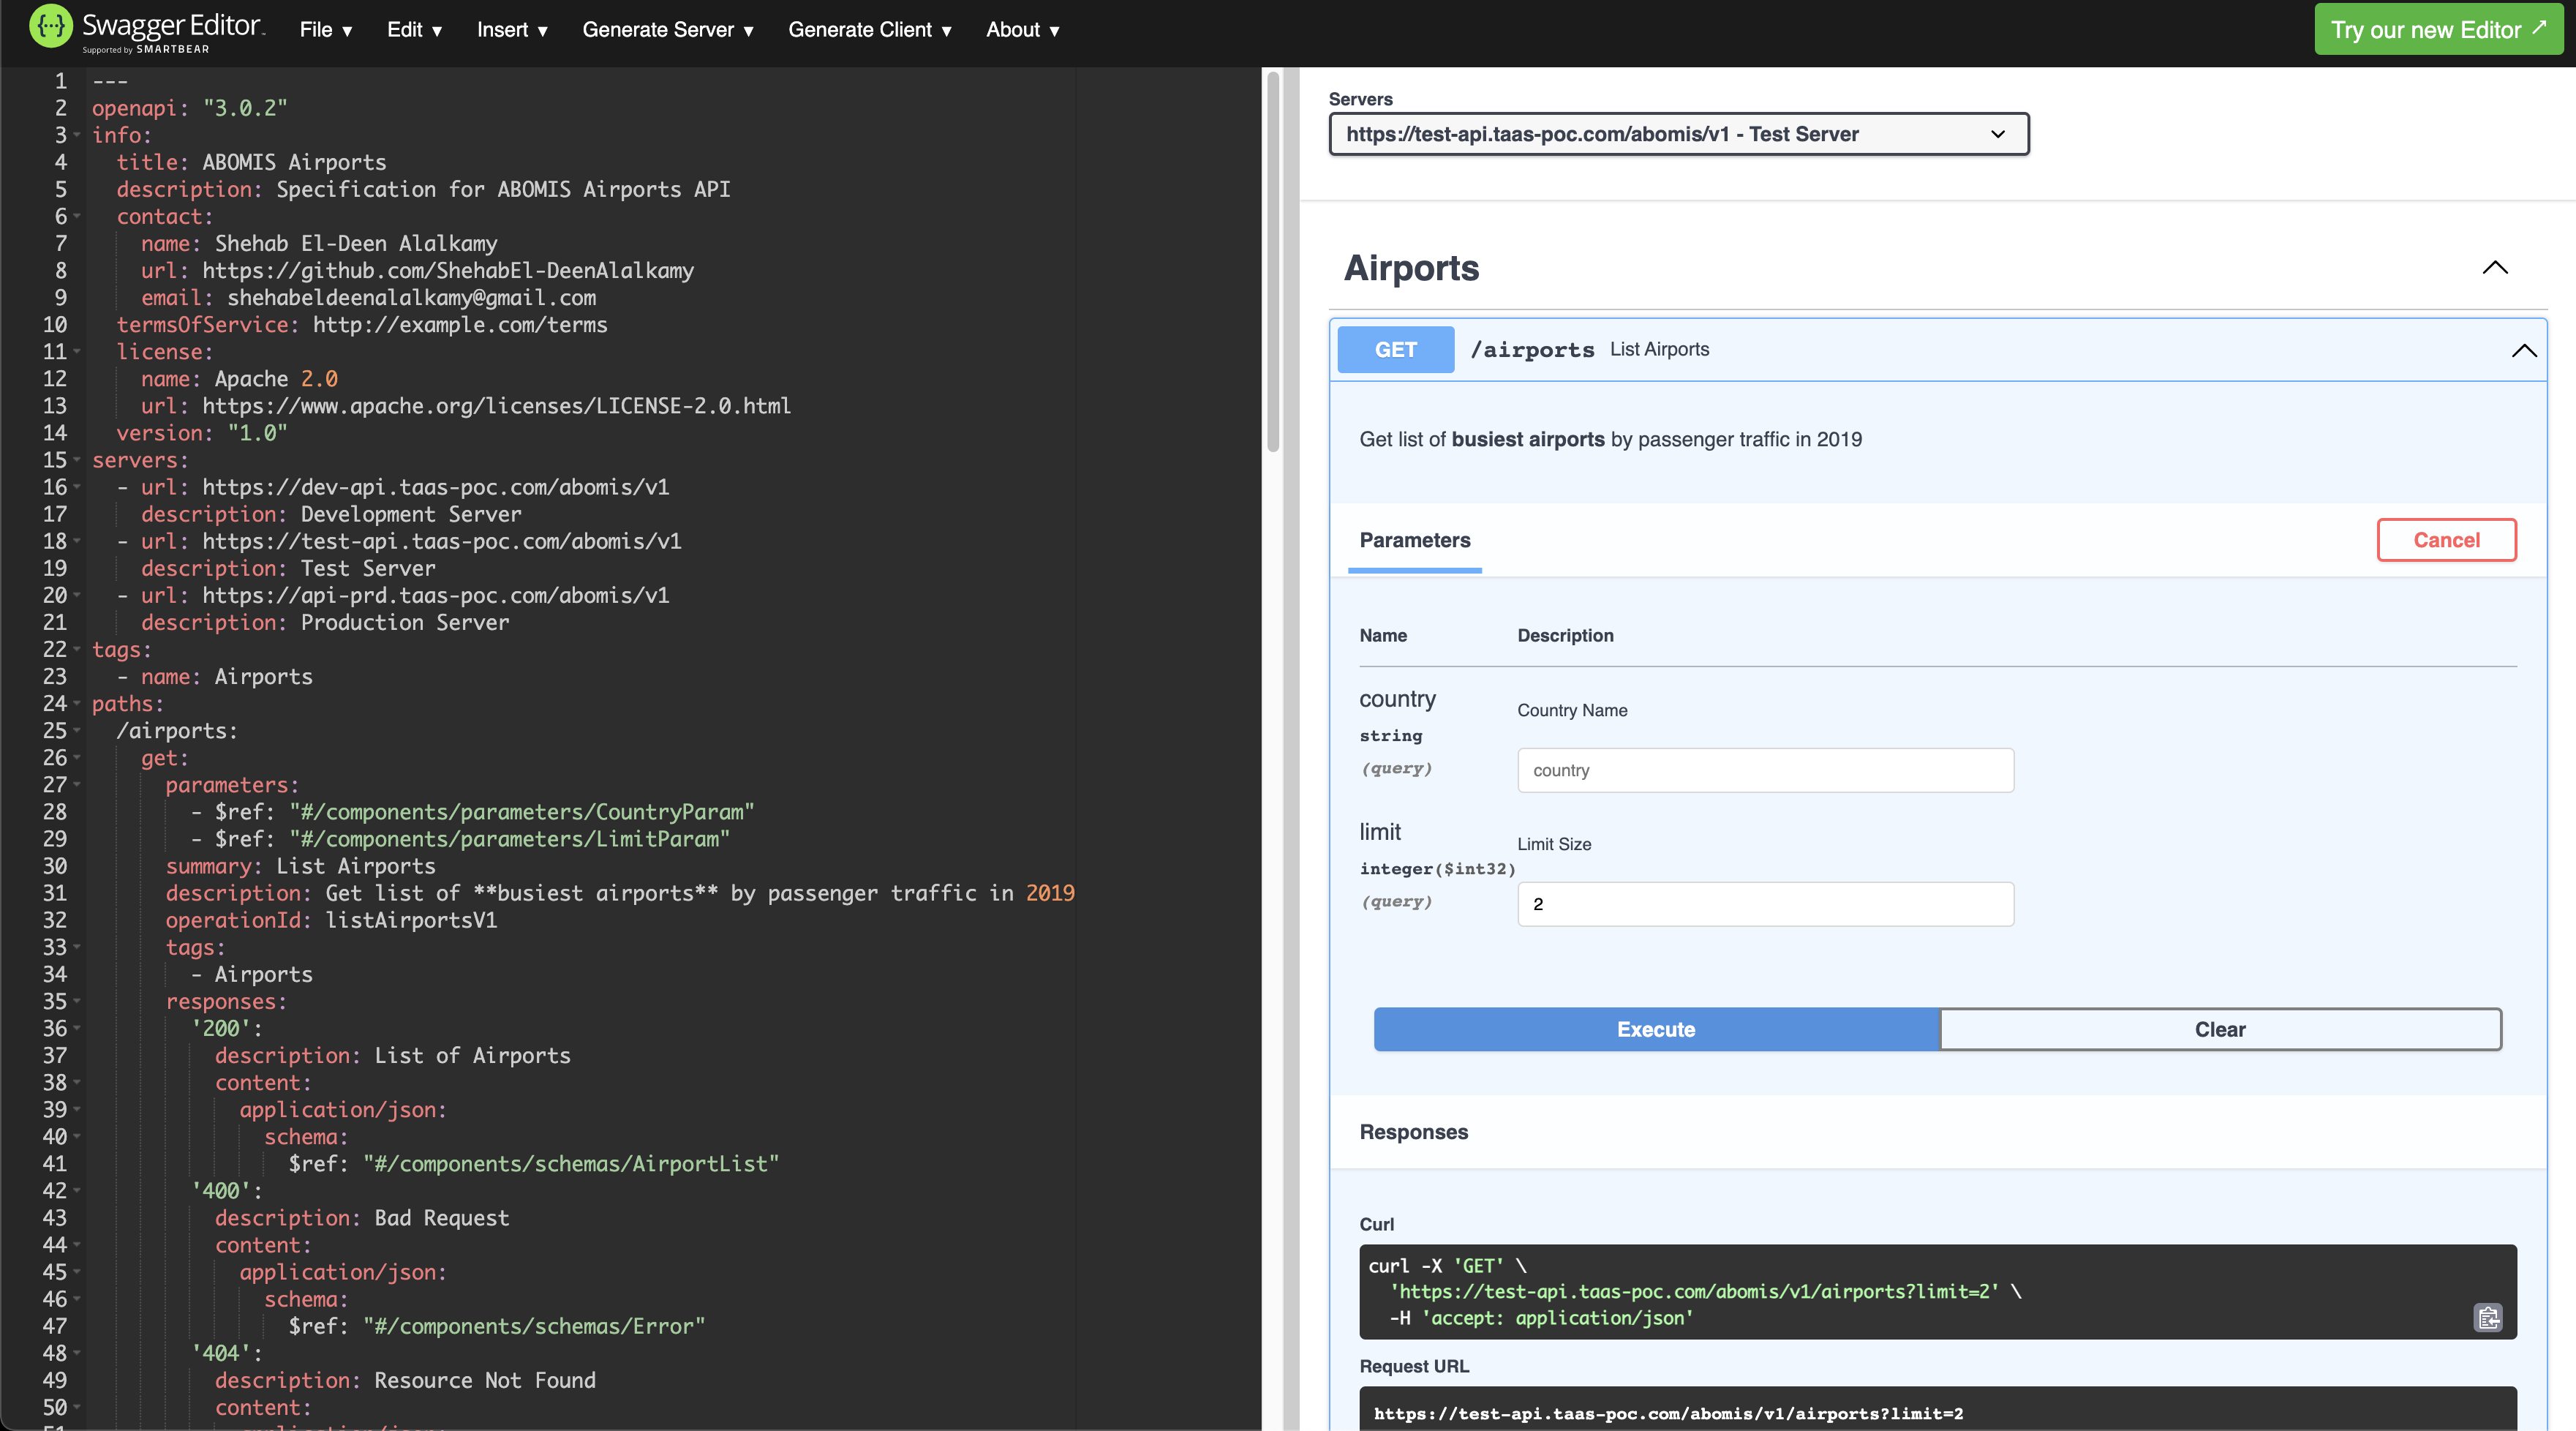 Swagger Editor
Supported by SMARTBEAR
File ▾
Edit ▾
Insert ▾
Generate Server ▾
Generate Client ▾
About ▾
Try our new Editor ↗
1 ---
2 openapi: "3.0.2"
3 info:
4 title: ABOMIS Airports
5 description: Specification for ABOMIS Airports API
6 contact:
7 name: Shehab El-Deen Alalkamy
8 url: https://github.com/ShehabEl-DeenAlalkamy
9 email: shehabeldeenalalkamy@gmail.com
10 termsOfService: http://example.com/terms
11 license:
12 name: Apache 2.0
13 url: https://www.apache.org/licenses/LICENSE-2.0.html
14 version: "1.0"
15 servers:
16 - url: https://dev-api.taas-poc.com/abomis/v1
17 description: Development Server
18 - url: https://test-api.taas-poc.com/abomis/v1
19 description: Test Server
20 - url: https://api-prd.taas-poc.com/abomis/v1
21 description: Production Server
22 tags:
23 - name: Airports
24 paths:
25 /airports:
26 get:
27 parameters:
28 - $ref: "#/components/parameters/CountryParam"
29 - $ref: "#/components/parameters/LimitParam"
30 summary: List Airports
31 description: Get list of **busiest airports** by passenger traffic in 2019
32 operationId: listAirportsV1
33 tags:
34 - Airports
35 responses:
36 '200':
37 description: List of Airports
38 content:
39 application/json:
40 schema:
41 $ref: "#/components/schemas/AirportList"
42 '400':
43 description: Bad Request
44 content:
45 application/json:
46 schema:
47 $ref: "#/components/schemas/Error"
48 '404':
49 description: Resource Not Found
50 content:
Servers
https://test-api.taas-poc.com/abomis/v1 - Test Server
Airports
GET /airports List Airports
Get list of busiest airports by passenger traffic in 2019
Parameters
Cancel
Name Description
country
string
(query)
Country Name
country
limit
integer($int32)
(query)
Limit Size
2
Execute
Clear
Responses
Curl
curl -X 'GET' \
'https://test-api.taas-poc.com/abomis/v1/airports?limit=2' \
-H 'accept: application/json'
Request URL
https://test-api.taas-poc.com/abomis/v1/airports?limit=2